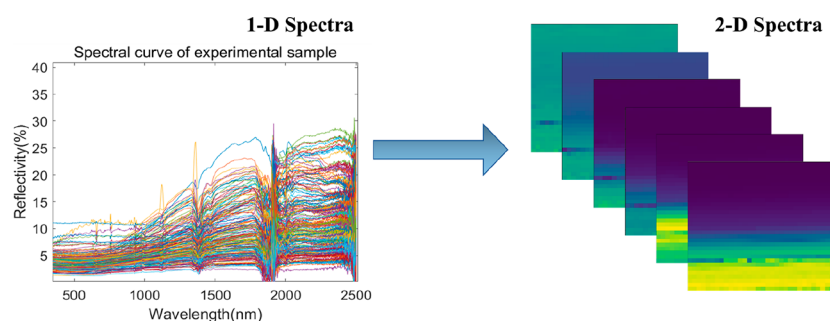 1-D Spectra
2-D Spectra
Spectral curve of experimental sample
40
35
30
25
20
15
10
5
Reflectivity(%)
500 1000 1500 2000 2500
Wavelength(nm)